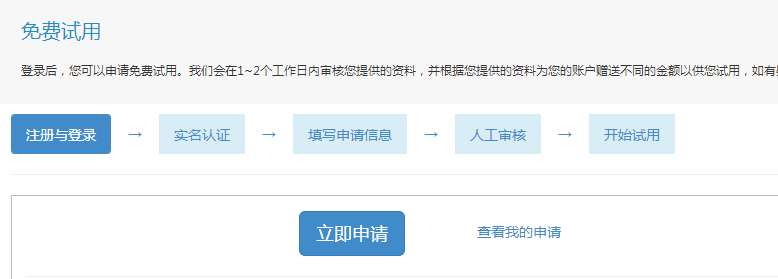 免费试用
登录后，您可以申请免费试用。我们会在1~2个工作日内审核您提供的资料，并根据您提供的资料为您的账户赠送不同的金额以供您试用，如有
注册与登录 → 实名认证 → 填写申请信息 → 人工审核 → 开始试用
立即申请 查看我的申请